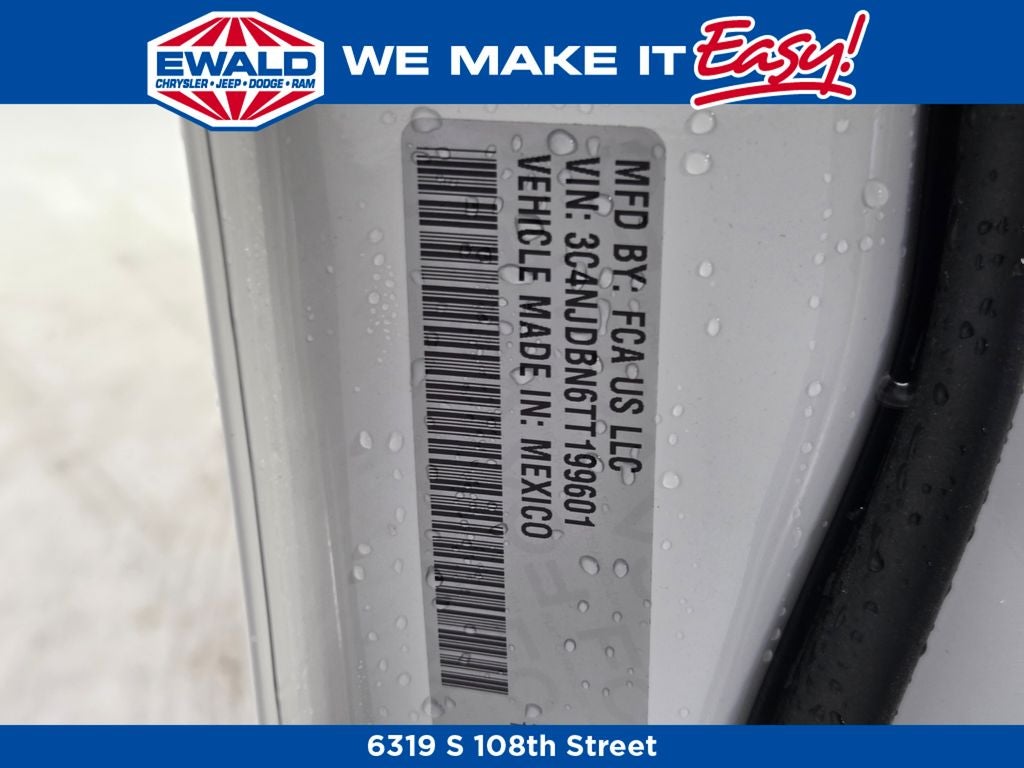 EWALD
CHRYSLER • JEEP • DODGE • RAM
WE MAKE IT Easy!
MFD BY: FCA US LLC
VIN: 3C4NJDBN6TT199601
VEHICLE MADE IN: MEXICO
6319 S 108th Street